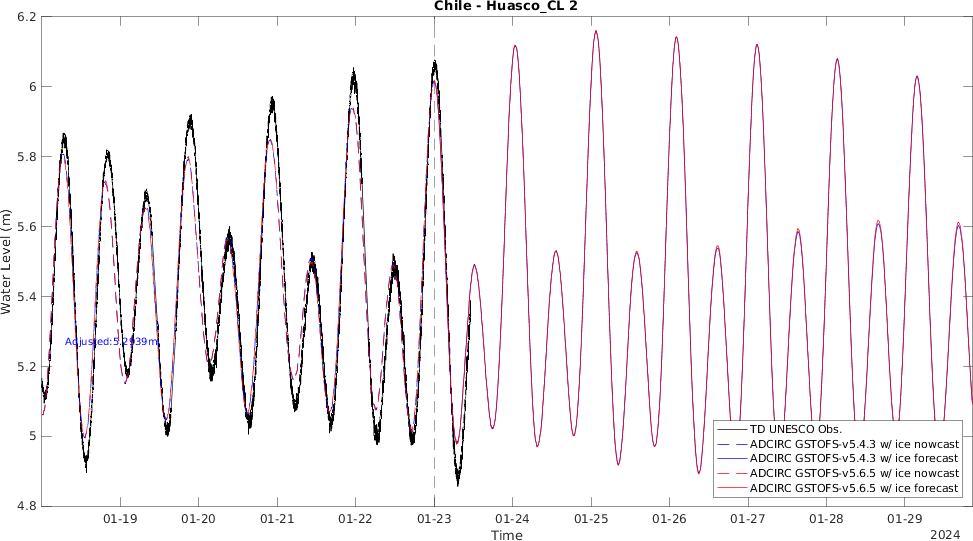 Chile - Huasco_CL 2
6.2
6
5.8
5.6
5.4
5.2
5
4.8
Water Level (m)
Adjusted:5.2939m
TD UNESCO Obs.
ADCIRC GSTOFS-v5.4.3 w/ ice nowcast
ADCIRC GSTOFS-v5.4.3 w/ ice forecast
ADCIRC GSTOFS-v5.6.5 w/ ice nowcast
ADCIRC GSTOFS-v5.6.5 w/ ice forecast
01-19 01-20 01-21 01-22 01-23 01-24 01-25 01-26 01-27 01-28 01-29
Time
2024